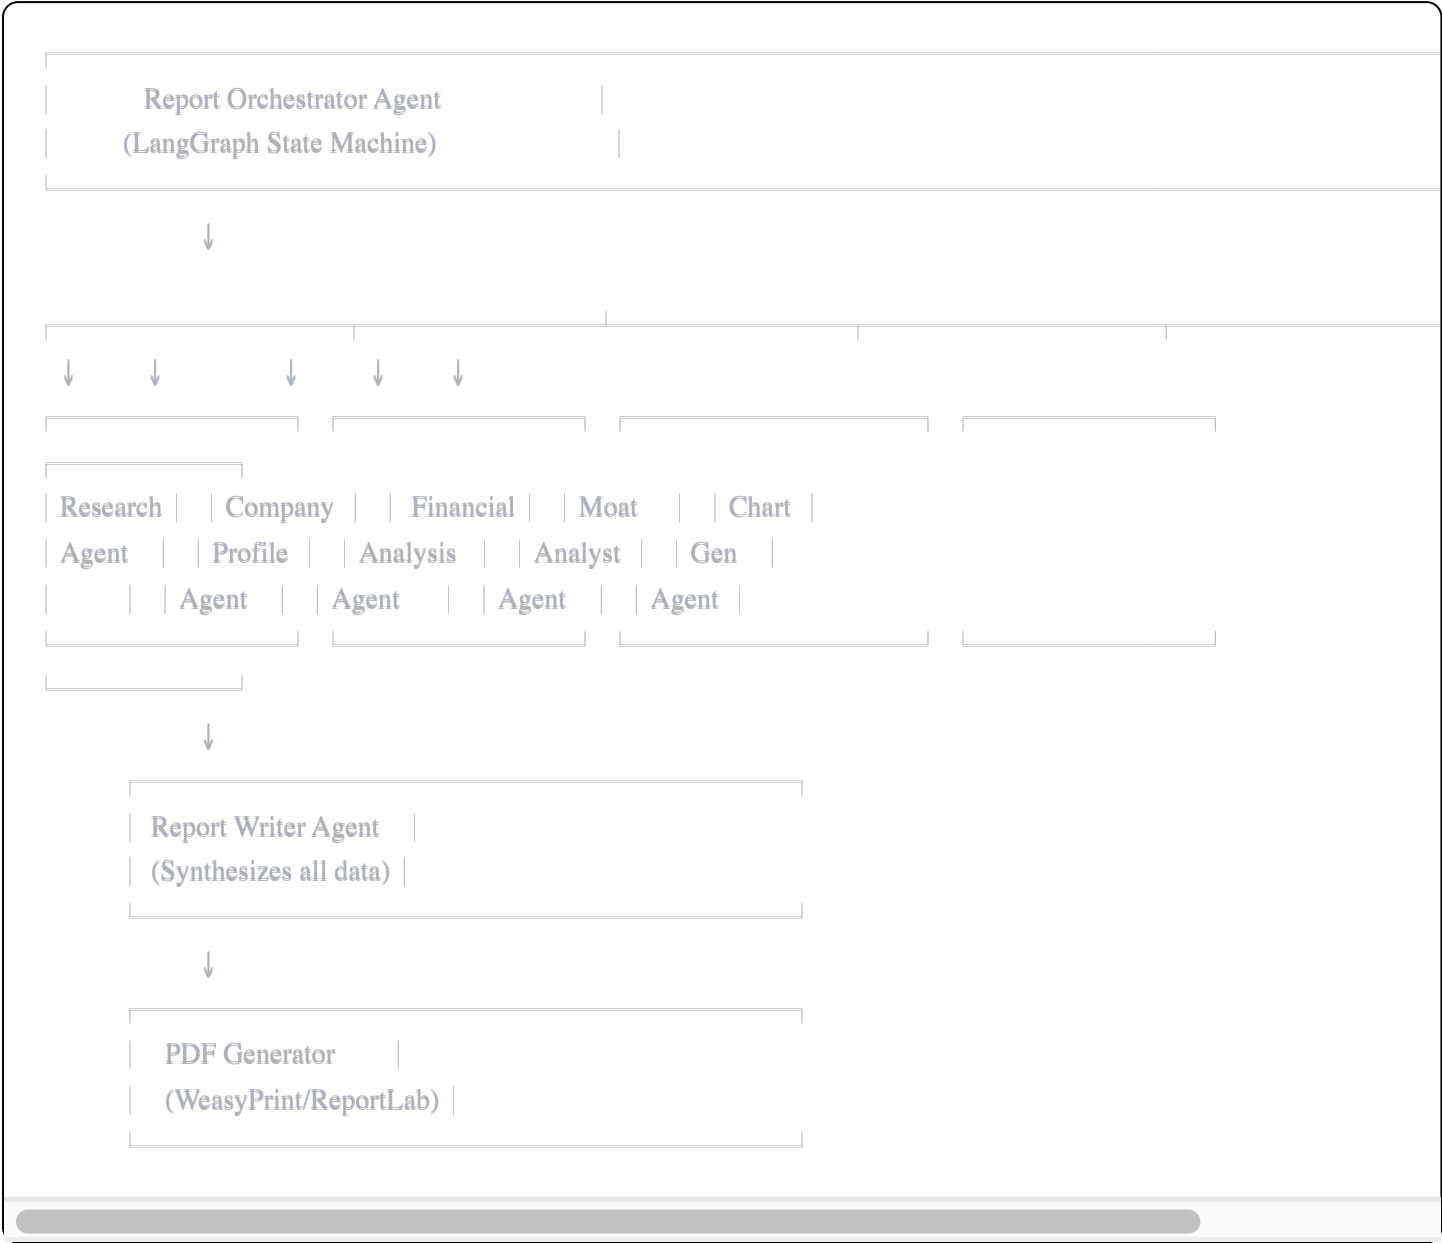 Report Orchestrator Agent
(LangGraph State Machine)
↓
↓ ↓ ↓ ↓ ↓
Research Company Financial Moat Chart
Agent Profile Analysis Analyst Gen
Agent Agent Agent Agent
↓
Report Writer Agent
(Synthesizes all data)
↓
PDF Generator
(WeasyPrint/ReportLab)